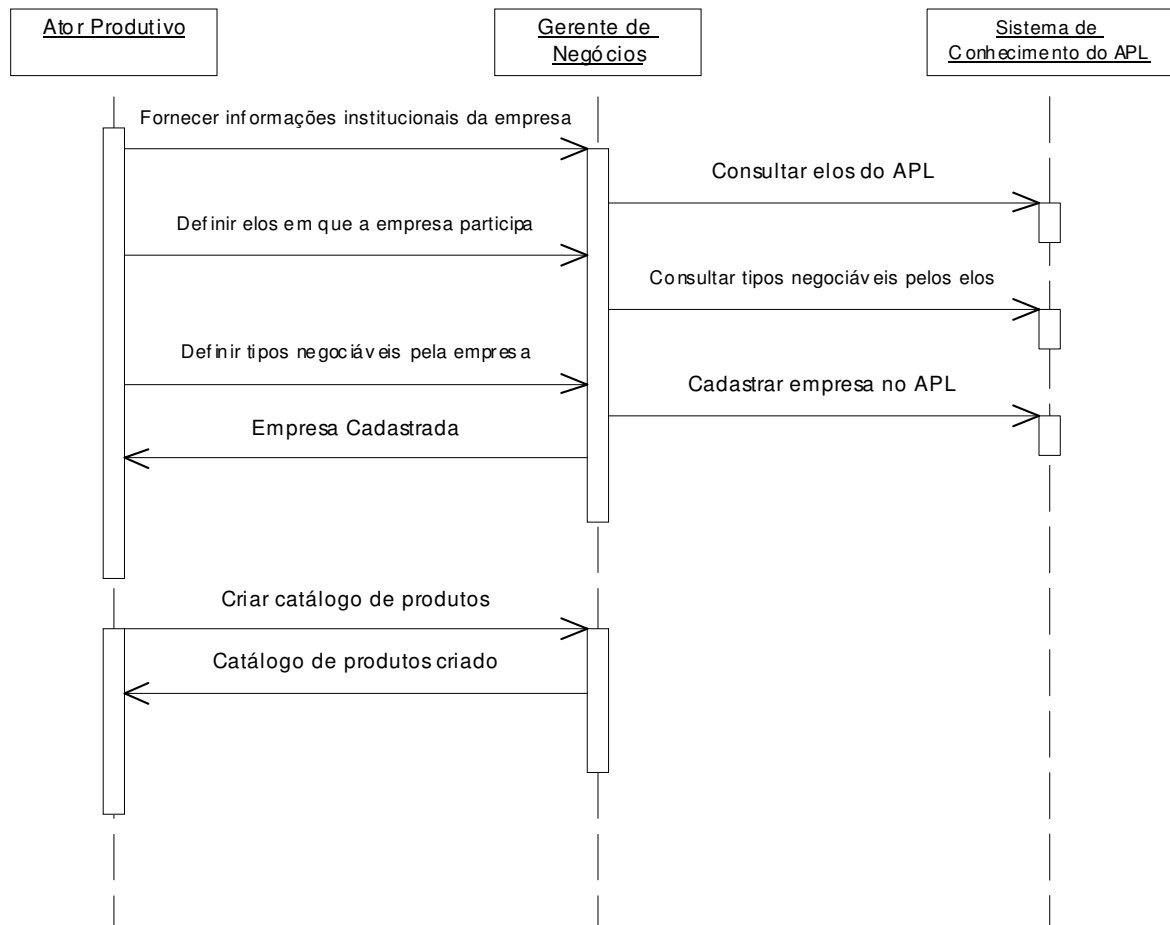 Ator Produtivo
Gerente de
Negócios
Sistema de
Conhecimento do APL
Fornecer informações institucionais da empresa
Consultar elos do APL
Definir elos em que a empresa participa
Consultar tipos negociáveis pelos elos
Definir tipos negociáveis pela empresa
Cadastrar empresa no APL
Empresa Cadastrada
Criar catálogo de produtos
Catálogo de produtos criado